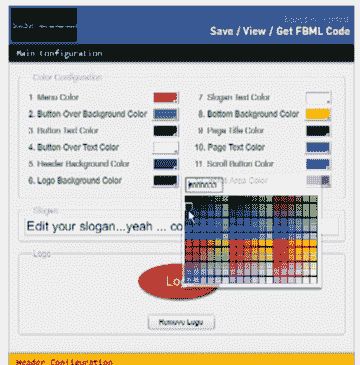 Save / View / Get FBML Code
Main Configuration
Color Configuration
1. Menu Color
7. Slogan Text Color
2. Button Over Background Color
8. Bottom Background Color
3. Button Text Color
9. Page Title Color
4. Button Over Text Color
10. Page Text Color
5. Header Background Color
11. Scroll Button Color
6. Logo Background Color
Area Color
Slogan
Edit your slogan...yeah ... co
Logo
Lo
Remove Logo
Header Configuration